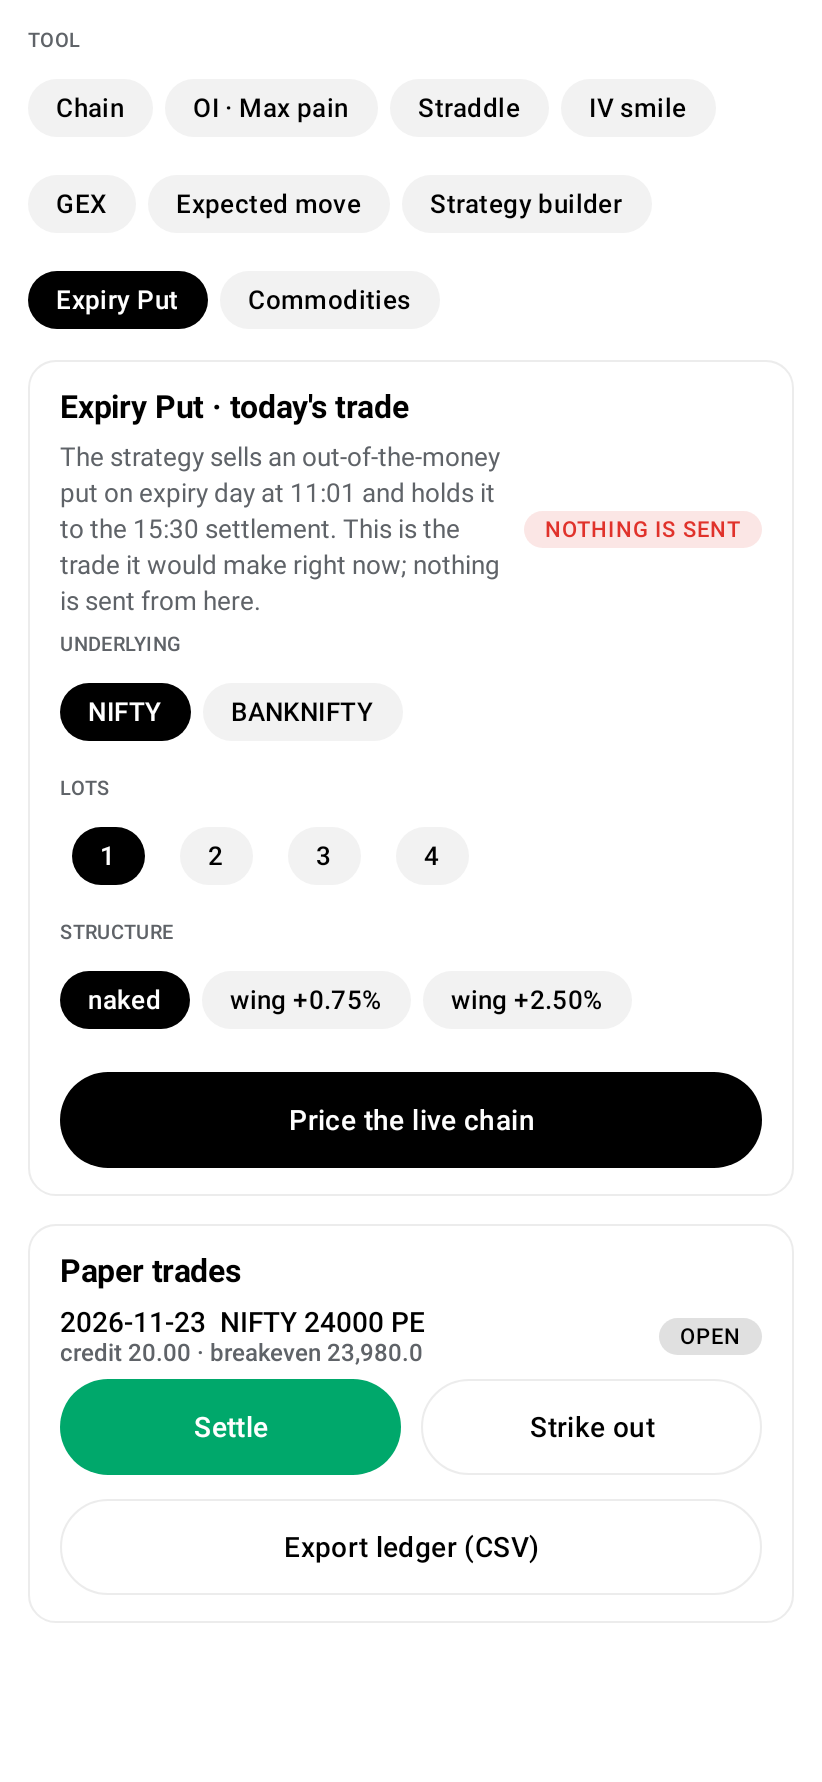 TOOL
Chain
OI · Max pain
Straddle
IV smile
GEX
Expected move
Strategy builder
Expiry Put
Commodities
Expiry Put · today's trade
The strategy sells an out-of-the-money
put on expiry day at 11:01 and holds it
to the 15:30 settlement. This is the
trade it would make right now; nothing
is sent from here.
NOTHING IS SENT
UNDERLYING
NIFTY
BANKNIFTY
LOTS
1
2
3
4
STRUCTURE
naked
wing +0.75%
wing +2.50%
Price the live chain
Paper trades
2026-11-23 NIFTY 24000 PE
credit 20.00 · breakeven 23,980.0
OPEN
Settle
Strike out
Export ledger (CSV)